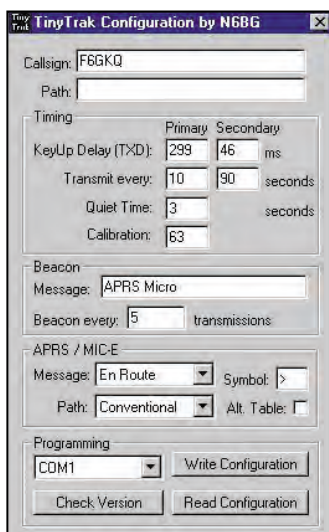 Tiny Trak TinyTrak Configuration by N6BG
Callsign: F6GKQ
Path:
Timing
Primary Secondary
KeyUp Delay (TXD): 299 46 ms
Transmit every: 10 90 seconds
Quiet Time: 3 seconds
Calibration: 63
Beacon
Message: APRS Micro
Beacon every: 5 transmissions
APRS / MIC-E
Message: En Route Symbol: >
Path: Conventional Alt. Table:
Programming
COM1 Write Configuration
Check Version Read Configuration